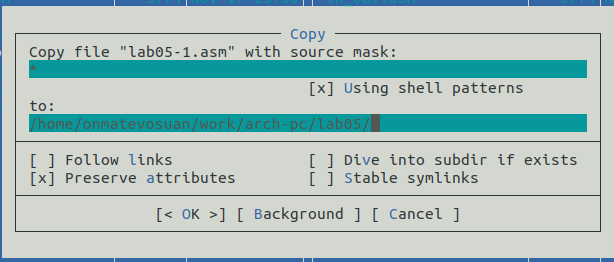 Copy
Copy file "lab05-1.asm" with source mask:
*
[x] Using shell patterns
to:
/home/onmatevosuan/work/arch-pc/lab05/
[ ] Follow links [ ] Dive into subdir if exists
[x] Preserve attributes [ ] Stable symlinks
[< OK >] [ Background ] [ Cancel ]